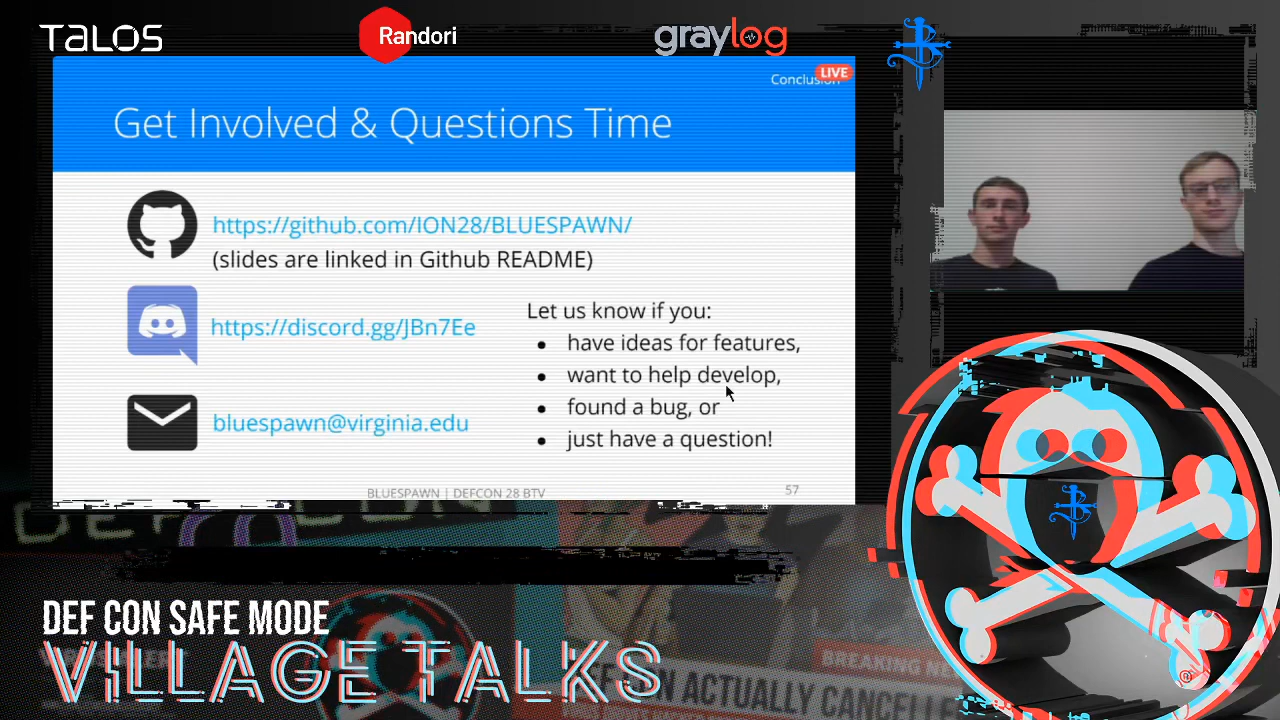 TALOS
Randori
graylog
Conclusion
LIVE
Get Involved & Questions Time
https://github.com/ION28/BLUESPAWN/
(slides are linked in Github README)
https://discord.gg/JBn7Ee
bluespawn@virginia.edu
Let us know if you:
● have ideas for features,
● want to help develop,
● found a bug, or
● just have a question!
BLUESPAWN | DEFCON 28 BTV
57
DEF CON
DEF CON SAFE MODE
VILLAGE TALKS
BREAKING
ACTUALLY